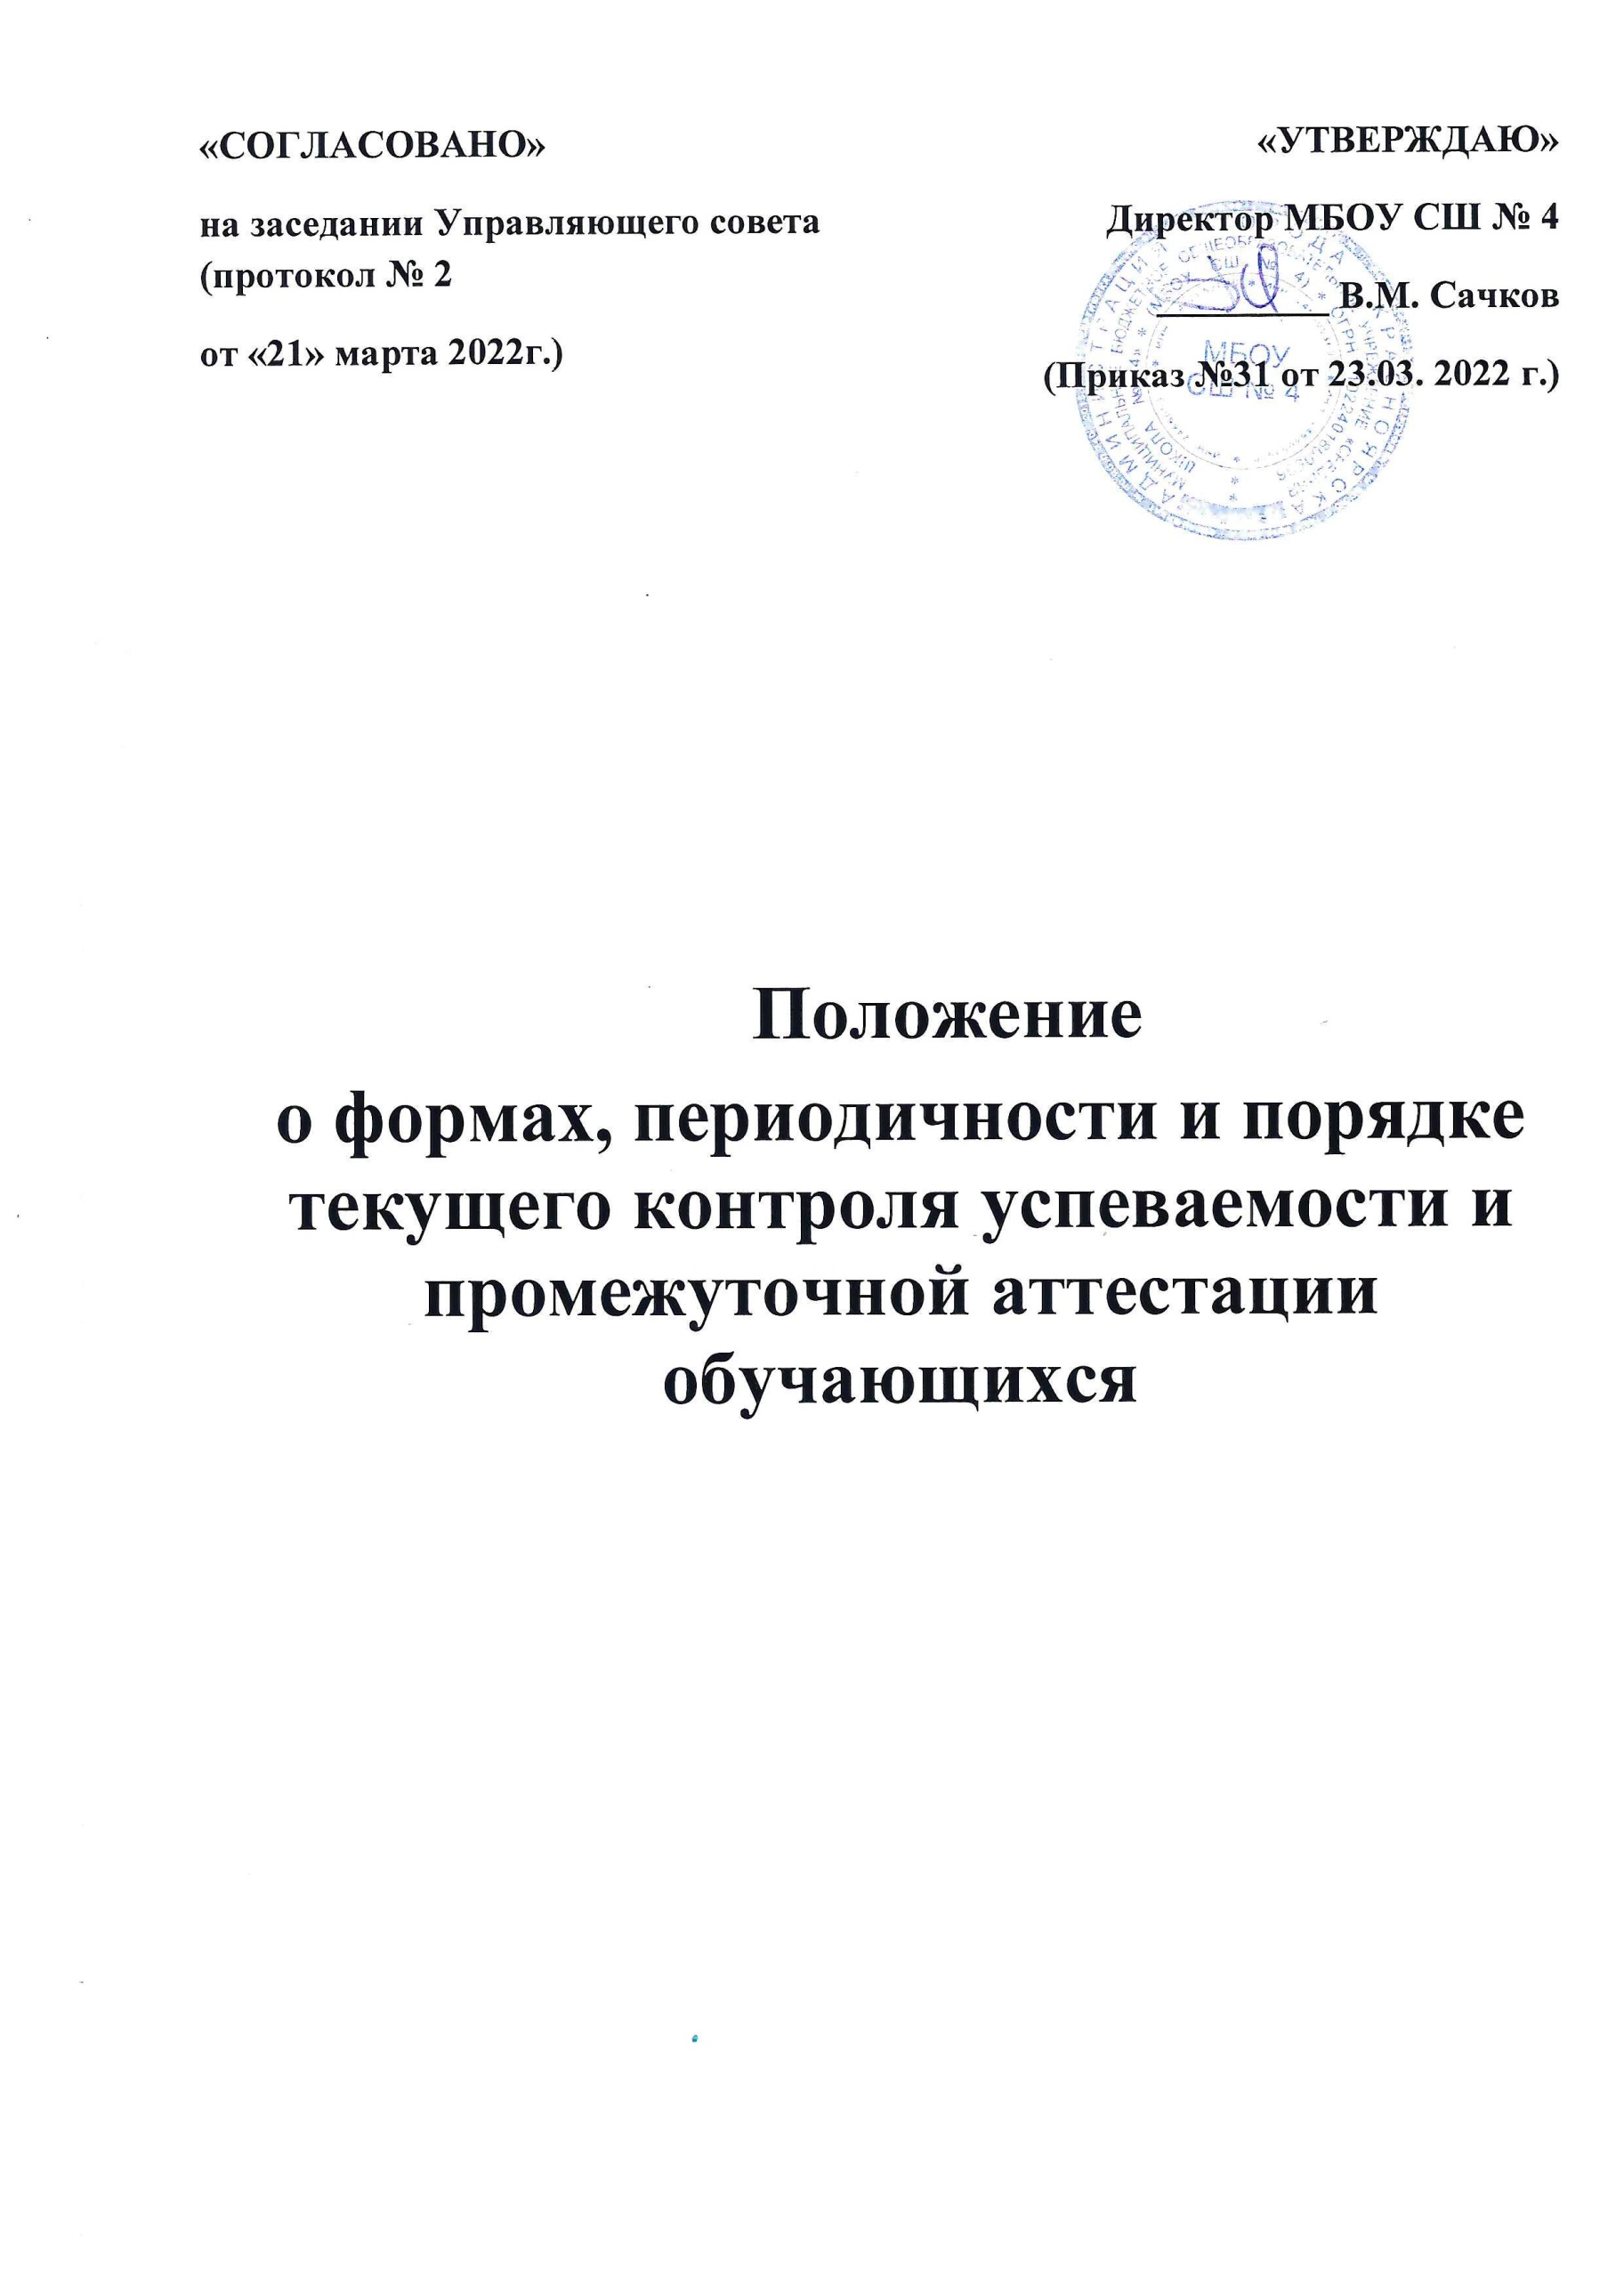 «СОГЛАСОВАНО»
на заседании Управляющего совета
(протокол № 2
от «21» марта 2022г.)
«УТВЕРЖДАЮ»
Директор МБОУ СШ № 4
В.М. Сачков
(Приказ №31 от 23.03. 2022 г.)
МБОУ
СШ № 4
Положение
о формах, периодичности и порядке
текущего контроля успеваемости и
промежуточной аттестации
обучающихся